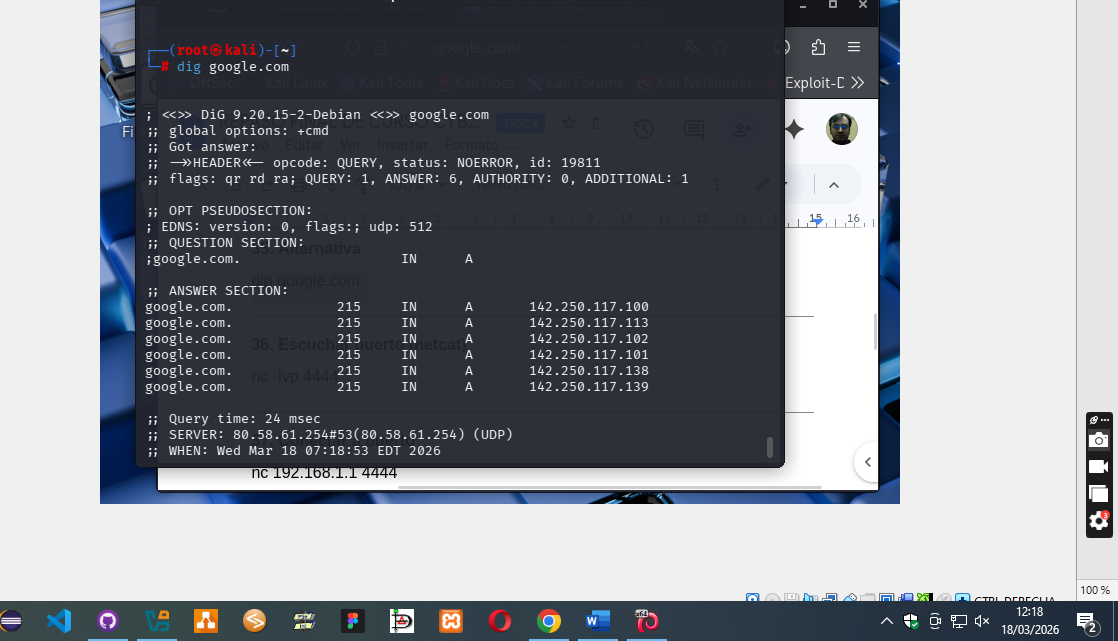 ┌──(root㉿kali)-[~]
└─# dig google.com
; <<>> DiG 9.20.15-2-Debian <<>> google.com
;; global options: +cmd
;; Got answer:
;; ->>HEADER<<- opcode: QUERY, status: NOERROR, id: 19811
;; flags: qr rd ra; QUERY: 1, ANSWER: 6, AUTHORITY: 0, ADDITIONAL: 1
;; OPT PSEUDOSECTION:
; EDNS: version: 0, flags:; udp: 512
;; QUESTION SECTION:
;google.com. IN A
;; ANSWER SECTION:
google.com. 215 IN A 142.250.117.100
google.com. 215 IN A 142.250.117.113
google.com. 215 IN A 142.250.117.102
google.com. 215 IN A 142.250.117.101
google.com. 215 IN A 142.250.117.138
google.com. 215 IN A 142.250.117.139
;; Query time: 24 msec
;; SERVER: 80.58.61.254#53(80.58.61.254) (UDP)
;; WHEN: Wed Mar 18 07:18:53 EDT 2026
Kali Linux Kali Tools Kali Docs Kali Forums Kali NetHunter Exploit-D
.DOCX
Editar Ver Insertar Formato
15 16
Alternativa
dig google.com
36. Escuchar puerto (netcat)
nc -lvp 4444
nc 192.168.1.1 4444
Fi
100 %
CTRL DERECHA
12:18
18/03/2026
2